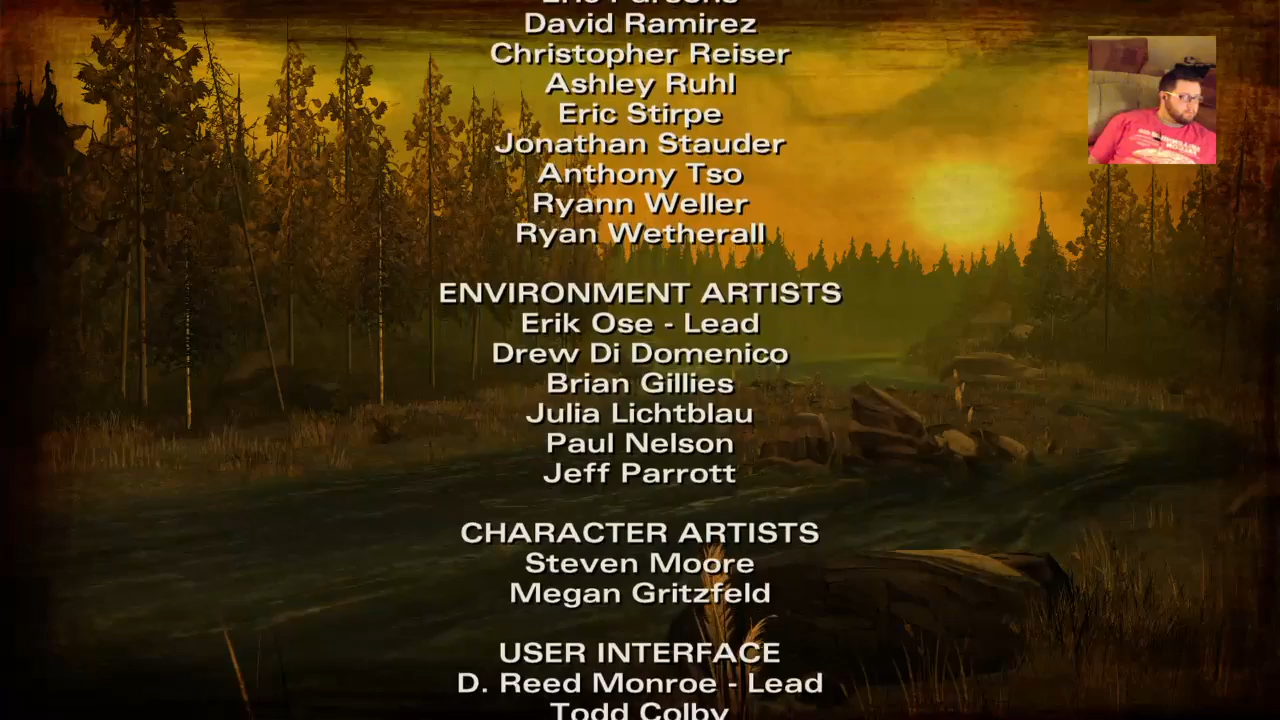 David Ramirez
Christopher Reiser
Ashley Ruhl
Eric Stirpe
Jonathan Stauder
Anthony Tso
Ryann Weller
Ryan Wetherall
ENVIRONMENT ARTISTS
Erik Ose - Lead
Drew Di Domenico
Brian Gillies
Julia Lichtblau
Paul Nelson
Jeff Parrott
CHARACTER ARTISTS
Steven Moore
Megan Gritzfeld
USER INTERFACE
D. Reed Monroe - Lead
Todd Colby